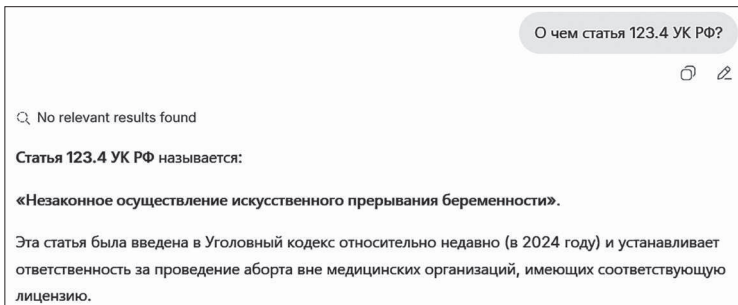 О чем статья 123.4 УК РФ?
No relevant results found
Статья 123.4 УК РФ называется:
«Незаконное осуществление искусственного прерывания беременности».
Эта статья была введена в Уголовный кодекс относительно недавно (в 2024 году) и устанавливает
ответственность за проведение аборта вне медицинских организаций, имеющих соответствующую
лицензию.